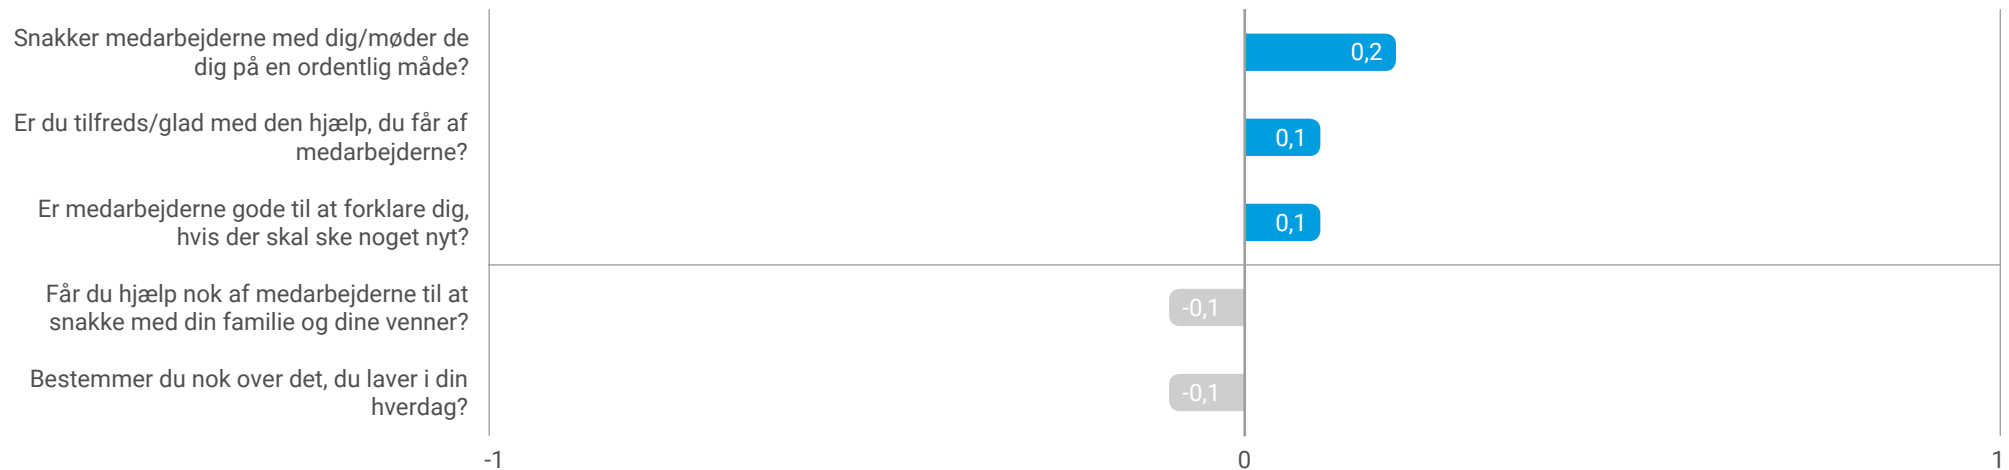 Snakker medarbejderne med dig/møder de
dig på en ordentlig måde?
0,2
Er du tilfreds/glad med den hjælp, du får af
medarbejderne?
0,1
Er medarbejderne gode til at forklare dig,
hvis der skal ske noget nyt?
0,1
Får du hjælp nok af medarbejderne til at
snakke med din familie og dine venner?
-0,1
Bestemmer du nok over det, du laver i din
hverdag?
-0,1
-1 0 1